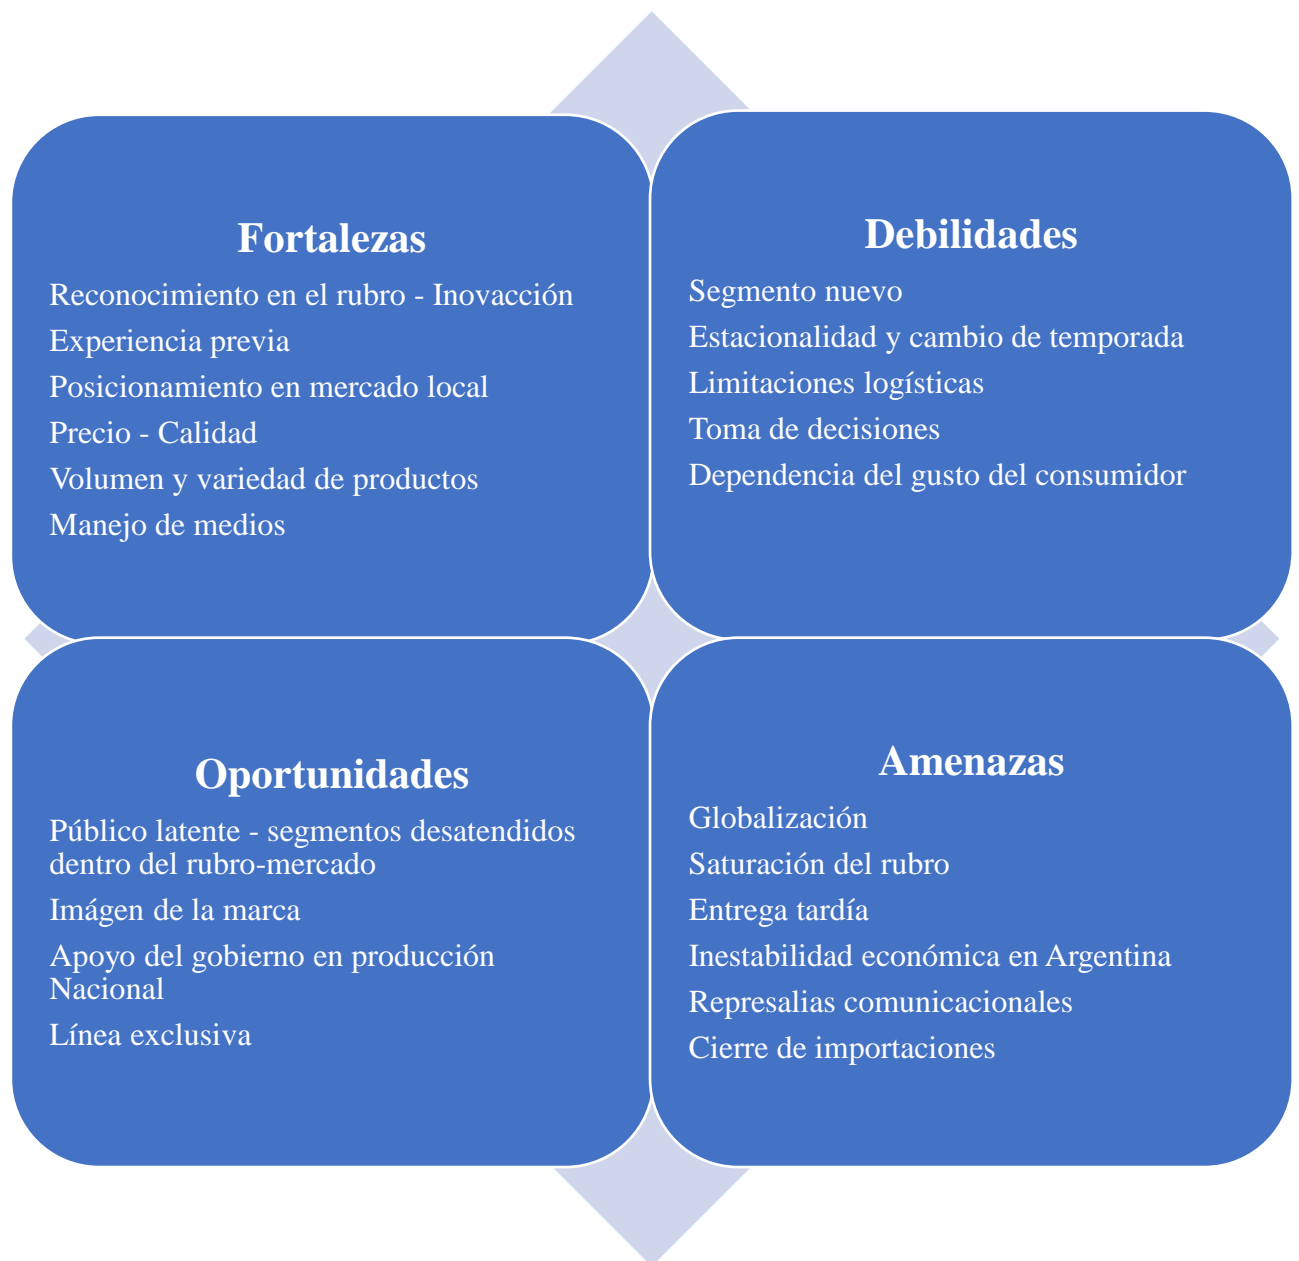 Fortalezas
Reconocimiento en el rubro - Inovacción
Experiencia previa
Posicionamiento en mercado local
Precio - Calidad
Volumen y variedad de productos
Manejo de medios
Debilidades
Segmento nuevo
Estacionalidad y cambio de temporada
Limitaciones logísticas
Toma de decisiones
Dependencia del gusto del consumidor
Oportunidades
Público latente - segmentos desatendidos
dentro del rubro-mercado
Imágen de la marca
Apoyo del gobierno en producción
Nacional
Línea exclusiva
Amenazas
Globalización
Saturación del rubro
Entrega tardía
Inestabilidad económica en Argentina
Represalias comunicacionales
Cierre de importaciones